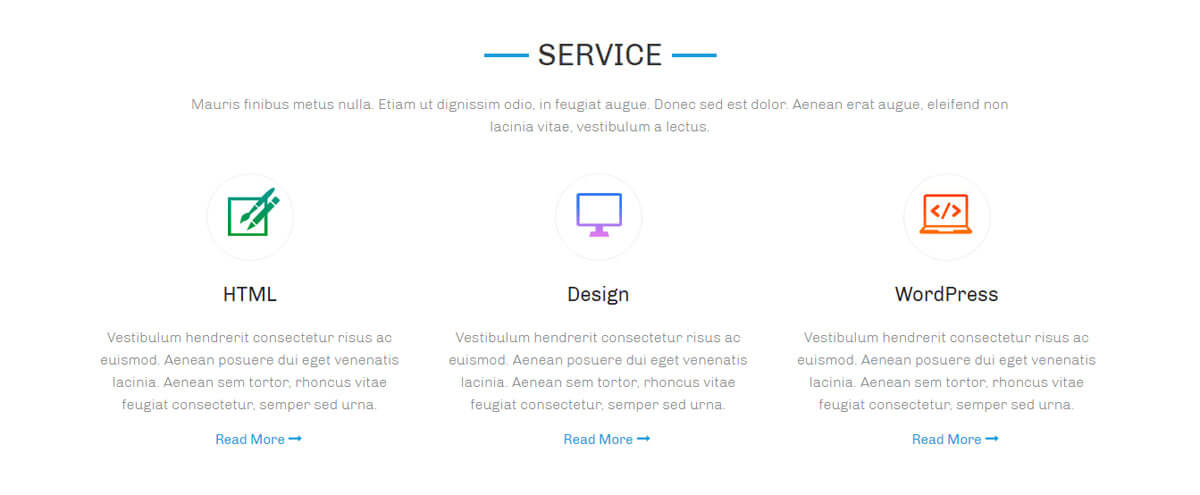 SERVICE
Mauris finibus metus nulla. Etiam ut dignissim odio, in feugiat augue. Donec sed est dolor. Aenean erat augue, eleifend non
lacinia vitae, vestibulum a lectus.
HTML
Vestibulum hendrerit consectetur risus ac
euismod. Aenean posuere dui eget venenatis
lacinia. Aenean sem tortor, rhoncus vitae
feugiat consectetur, semper sed urna.
Read More
Design
Vestibulum hendrerit consectetur risus ac
euismod. Aenean posuere dui eget venenatis
lacinia. Aenean sem tortor, rhoncus vitae
feugiat consectetur, semper sed urna.
Read More
WordPress
Vestibulum hendrerit consectetur risus ac
euismod. Aenean posuere dui eget venenatis
lacinia. Aenean sem tortor, rhoncus vitae
feugiat consectetur, semper sed urna.
Read More